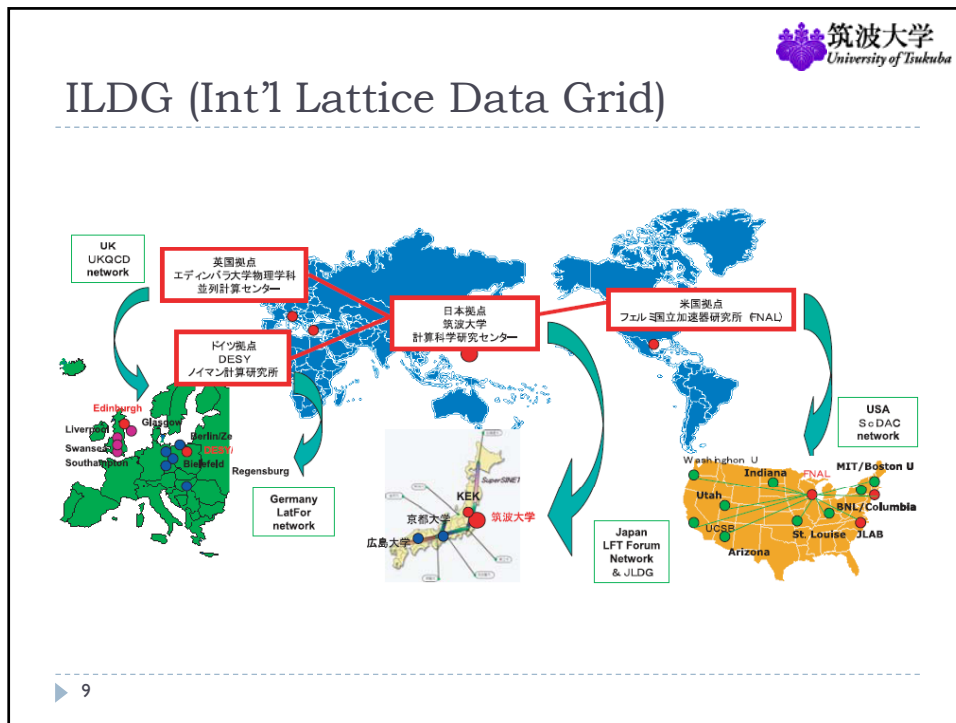 筑波大学
University of Tsukuba
ILDG (Int'l Lattice Data Grid)
UK
UKQCD
network
英国拠点
エディンバラ大学物理学科
並列計算センター
日本拠点
筑波大学
計算科学研究センター
米国拠点
フェルミ国立加速器研究所（FNAL）
ドイツ拠点
DESY
ノイマン計算研究所
Edinburgh
Glasgow
Liverpool
Berlin/Ze
Swansea
DESY/
Southampton
Bielefeld
Regensburg
Germany
LatFor
network
SuperSINET
KEK
京都大学
筑波大学
広島大学
Japan
LFT Forum
Network
& JLDG
USA
ScDAC
network
Washinghon U
Indiana
FNAL
MIT/Boston U
Utah
BNL/Columbia
UCSB
St. Louise
JLAB
Arizona
9